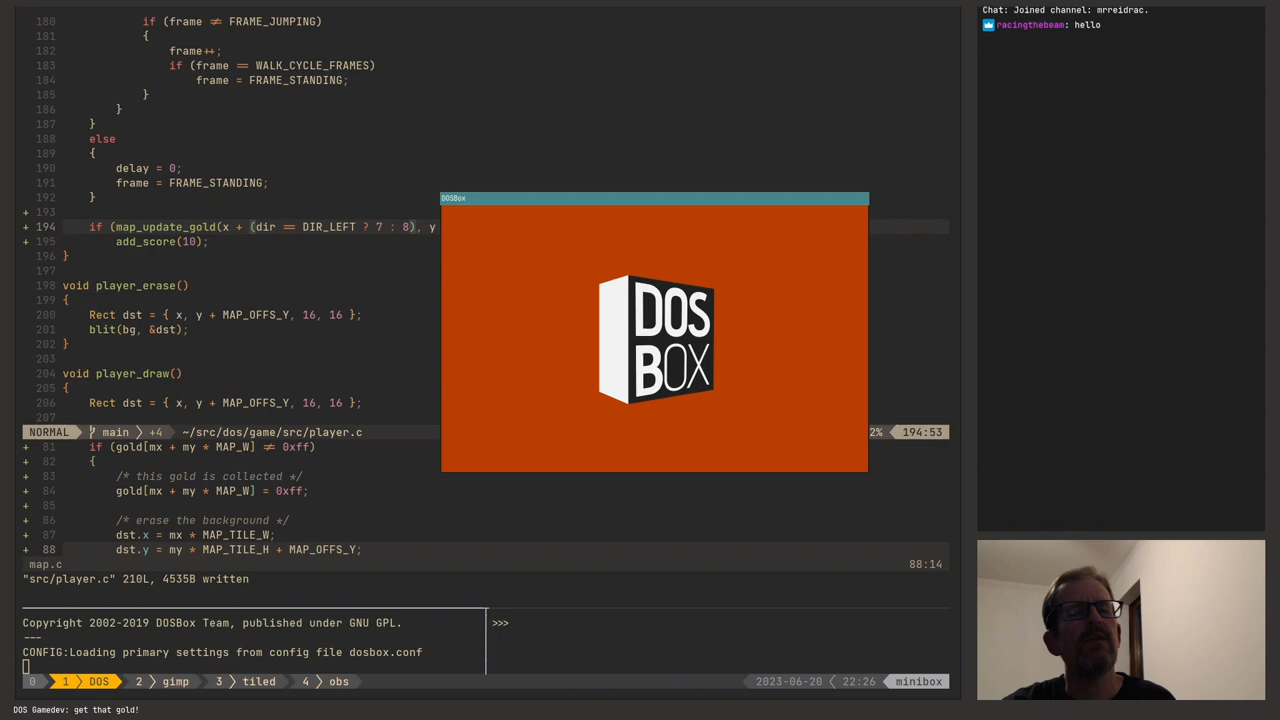 180 if (frame ≠ FRAME_JUMPING)
181 {
182 frame++;
183 if (frame == WALK_CYCLE_FRAMES)
184 frame = FRAME_STANDING;
185 }
186 }
187 }
188 else
189 {
190 delay = 0;
191 frame = FRAME_STANDING;
192 }
+ 193
+ 194 if (map_update_gold(x + (dir == DIR_LEFT ? 7 : 8), y
+ 195 add_score(10);
196 }
197
198 void player_erase()
199 {
200 Rect dst = { x, y + MAP_OFFS_Y, 16, 16 };
201 blit(bg, &dst);
202 }
203
204 void player_draw()
205 {
206 Rect dst = { x, y + MAP_OFFS_Y, 16, 16 };
207
NORMAL main +4 ~/src/dos/game/src/player.c 2% 194:53
+ 81 if (gold[mx + my * MAP_W] ≠ 0xff)
+ 82 {
+ 83 /* this gold is collected */
+ 84 gold[mx + my * MAP_W] = 0xff;
+ 85
+ 86 /* erase the background */
+ 87 dst.x = mx * MAP_TILE_W;
+ 88 dst.y = my * MAP_TILE_H + MAP_OFFS_Y;
map.c 88:14
"src/player.c" 210L, 4535B written
Copyright 2002-2019 DOSBox Team, published under GNU GPL.
---
CONFIG:Loading primary settings from config file dosbox.conf
>>>
0 1 DOS 2 gimp 3 tiled 4 obs 2023-06-20 22:26 minibox
DOS Gamedev: get that gold!
DOSBox
DOS
BOX
Chat: Joined channel: mrreidrac.
racingthebeam: hello